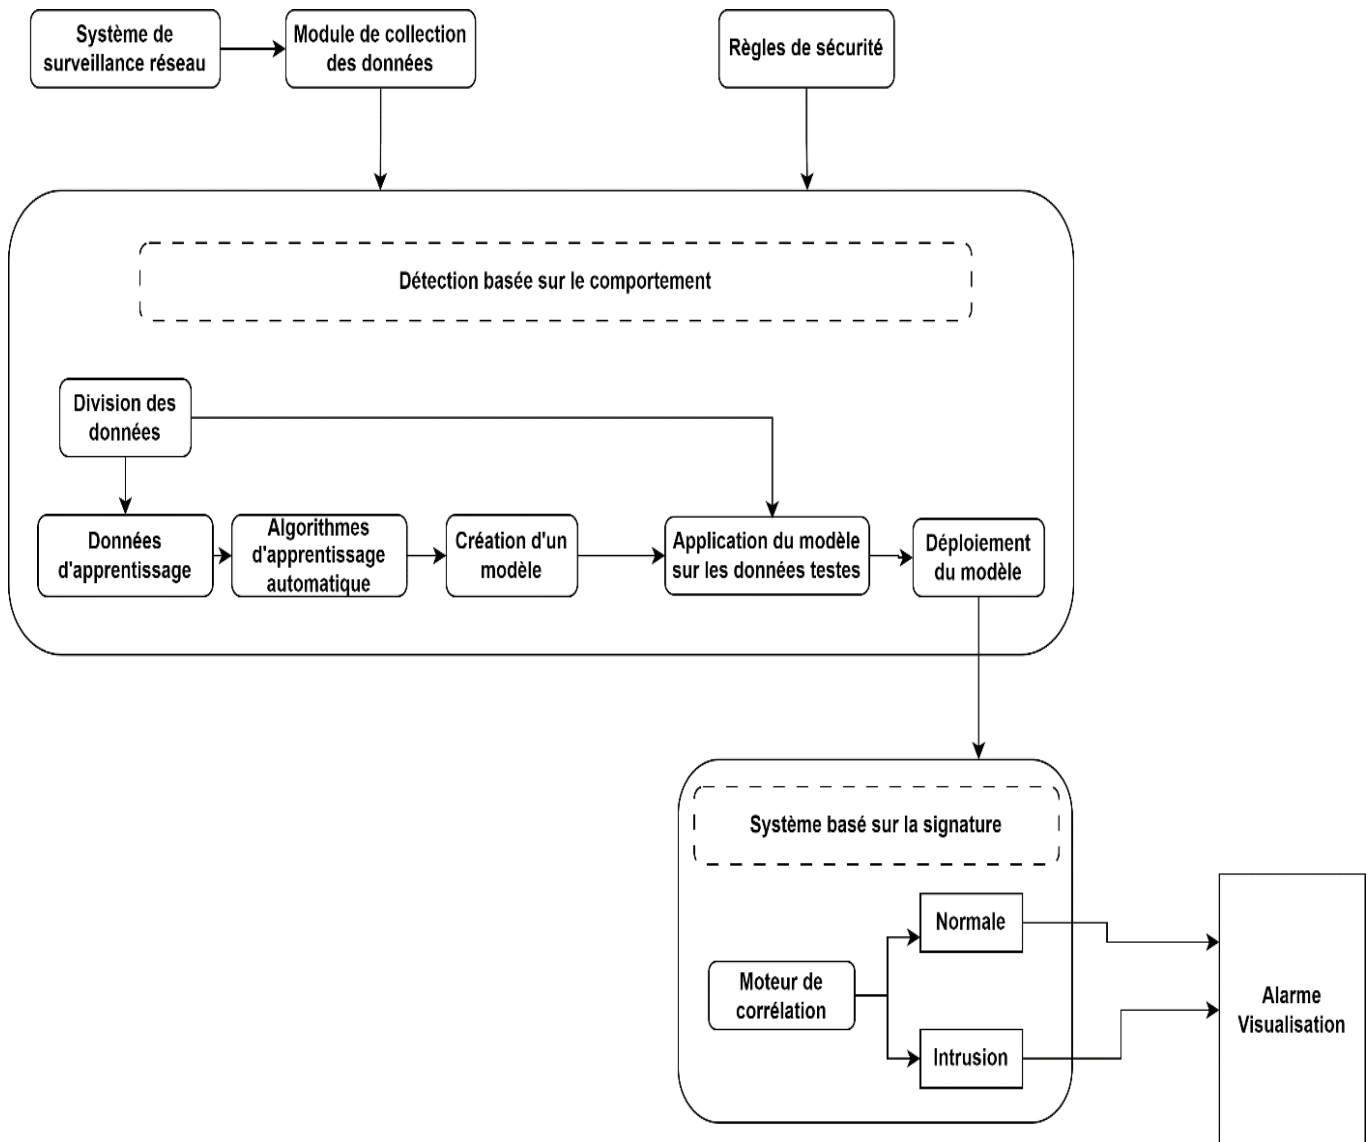 Système de
surveillance réseau
Module de collection
des données
Règles de sécurité
Détection basée sur le comportement
Division des
données
Données
d'apprentissage
Algorithmes
d'apprentissage
automatique
Création d'un
modèle
Application du modèle
sur les données testes
Déploiement
du modèle
Système basé sur la signature
Normale
Moteur de
corrélation
Intrusion
Alarme
Visualisation